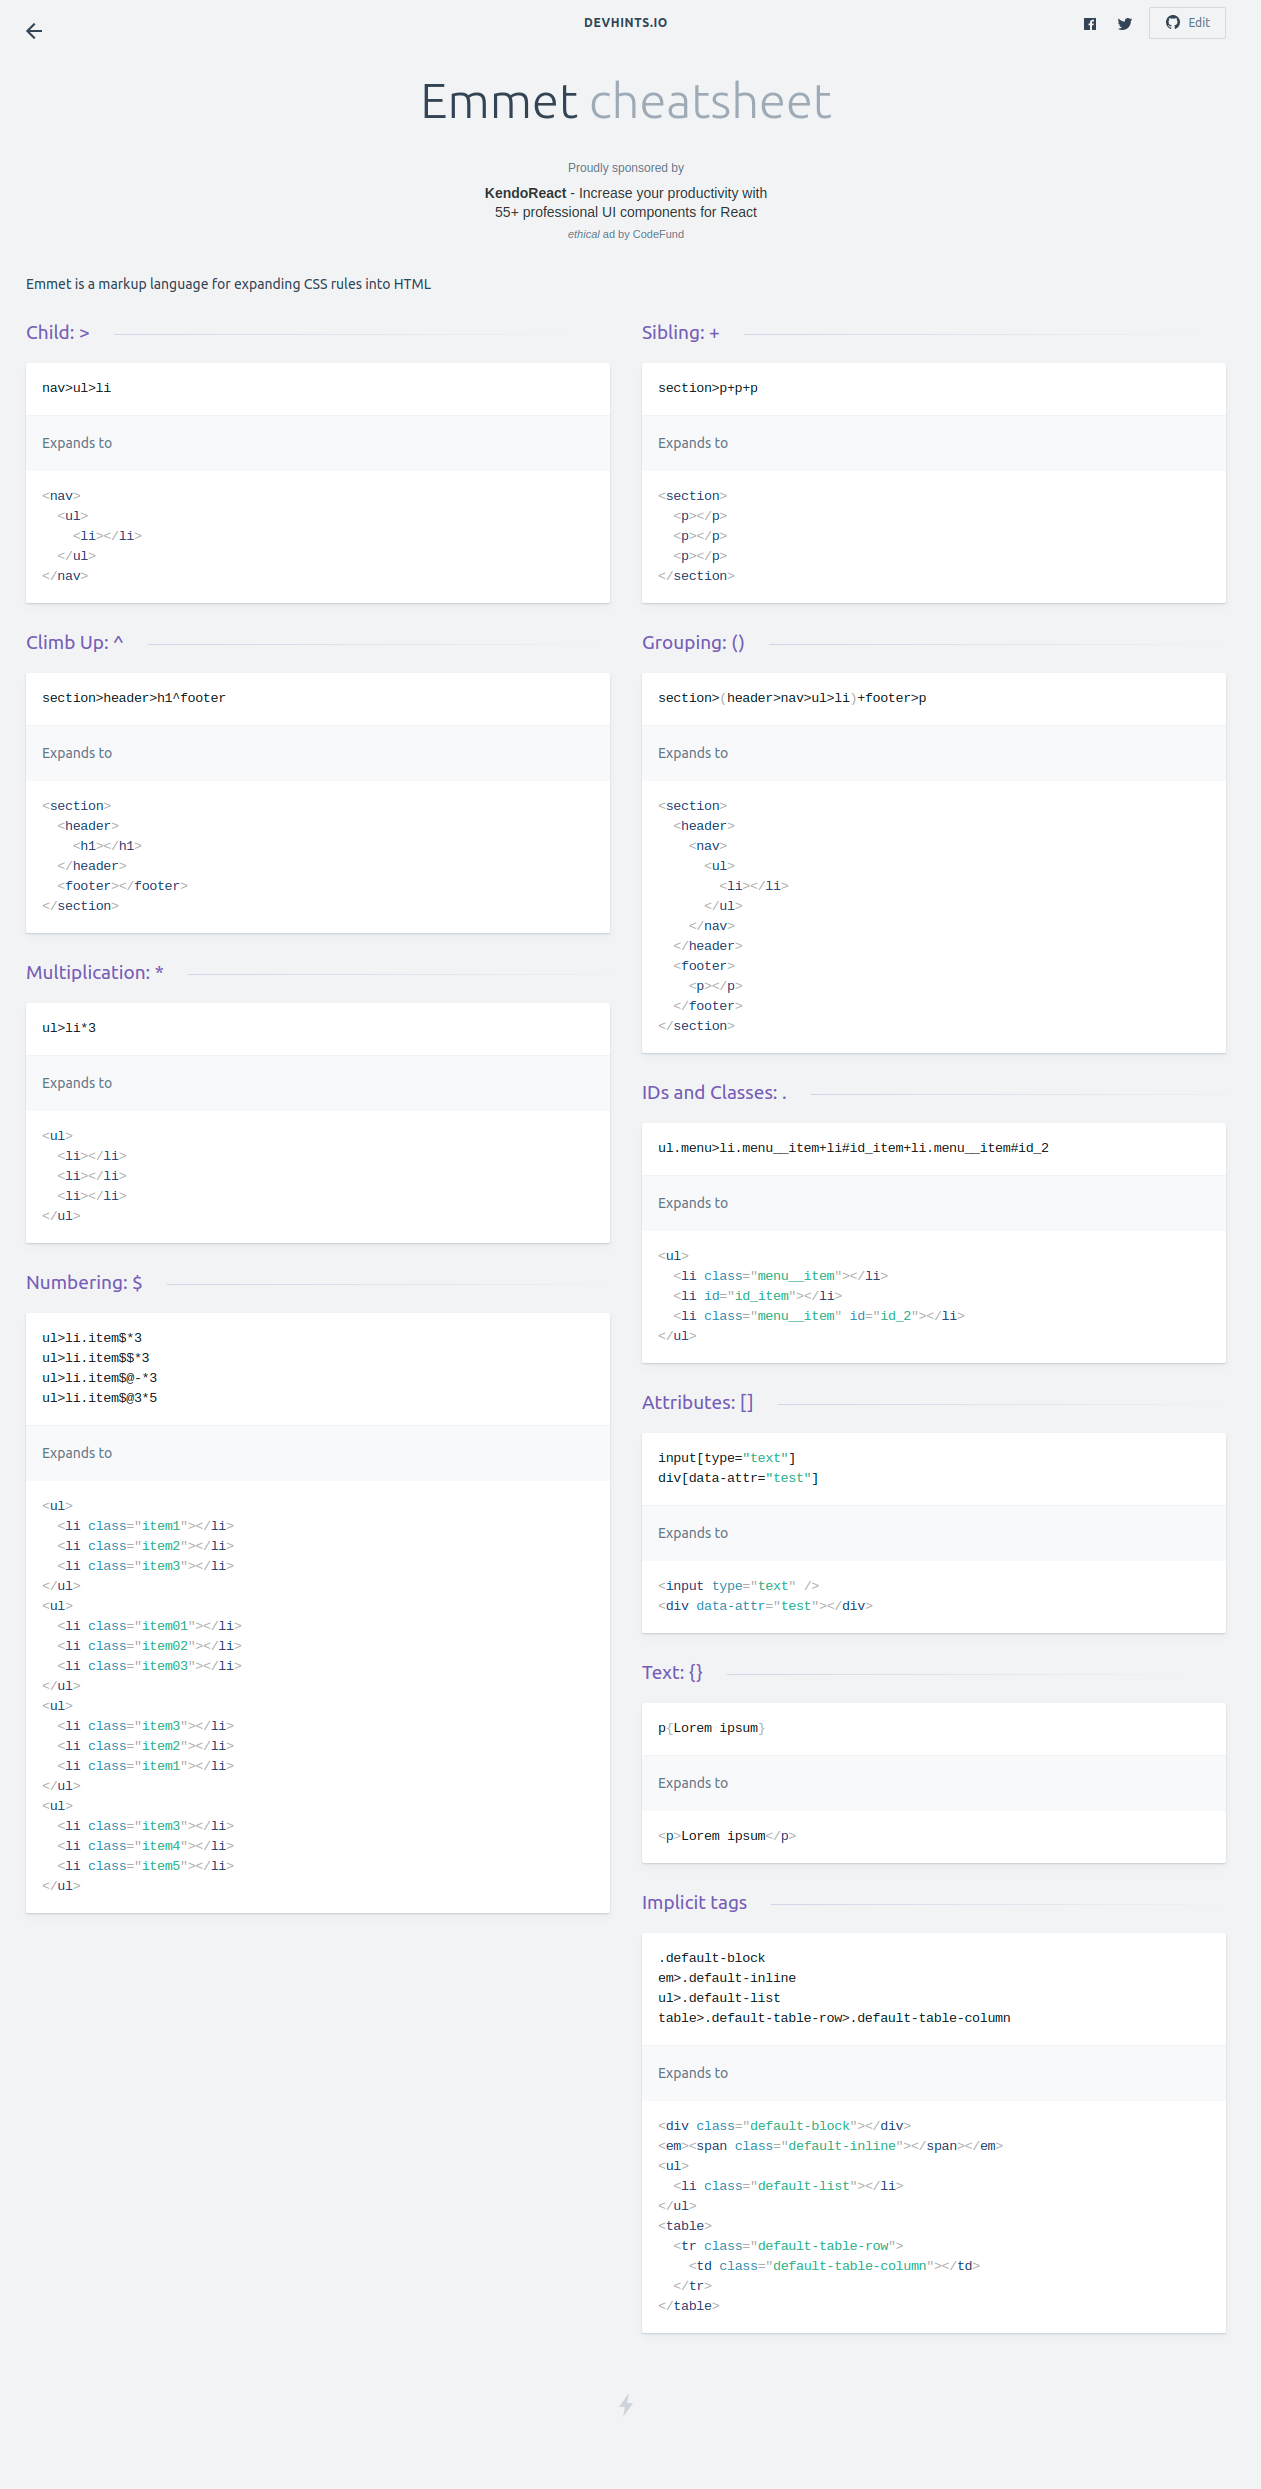 DEVHINTS.IO
Edit
Emmet cheatsheet
Proudly sponsored by
KendoReact - Increase your productivity with
55+ professional UI components for React
ethical ad by CodeFund
Emmet is a markup language for expanding CSS rules into HTML
Child: >
nav>ul>li
Expands to
<nav>
  <ul>
    <li></li>
  </ul>
</nav>
Climb Up: ^
section>header>h1^footer
Expands to
<section>
  <header>
    <h1></h1>
  </header>
  <footer></footer>
</section>
Multiplication: *
ul>li*3
Expands to
<ul>
  <li></li>
  <li></li>
  <li></li>
</ul>
Numbering: $
ul>li.item$*3
ul>li.item$$*3
ul>li.item$@-*3
ul>li.item$@3*5
Expands to
<ul>
  <li class="item1"></li>
  <li class="item2"></li>
  <li class="item3"></li>
</ul>
<ul>
  <li class="item01"></li>
  <li class="item02"></li>
  <li class="item03"></li>
</ul>
<ul>
  <li class="item3"></li>
  <li class="item2"></li>
  <li class="item1"></li>
</ul>
<ul>
  <li class="item3"></li>
  <li class="item4"></li>
  <li class="item5"></li>
</ul>
Sibling: +
section>p+p+p
Expands to
<section>
  <p></p>
  <p></p>
  <p></p>
</section>
Grouping: ()
section>(header>nav>ul>li)+footer>p
Expands to
<section>
  <header>
    <nav>
      <ul>
        <li></li>
      </ul>
    </nav>
  </header>
  <footer>
    <p></p>
  </footer>
</section>
IDs and Classes: .
ul.menu>li.menu__item+li#id_item+li.menu__item#id_2
Expands to
<ul>
  <li class="menu__item"></li>
  <li id="id_item"></li>
  <li class="menu__item" id="id_2"></li>
</ul>
Attributes: []
input[type="text"]
div[data-attr="test"]
Expands to
<input type="text" />
<div data-attr="test"></div>
Text: {}
p{Lorem ipsum}
Expands to
<p>Lorem ipsum</p>
Implicit tags
.default-block
em>.default-inline
ul>.default-list
table>.default-table-row>.default-table-column
Expands to
<div class="default-block"></div>
<em><span class="default-inline"></span></em>
<ul>
  <li class="default-list"></li>
</ul>
<table>
  <tr class="default-table-row">
    <td class="default-table-column"></td>
  </tr>
</table>